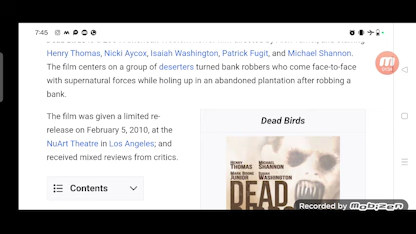 7:45
Henry Thomas, Nicki Aycox, Isaiah Washington, Patrick Fugit, and Michael Shannon.
The film centers on a group of deserters turned bank robbers who come face-to-face
with supernatural forces while holing up in an abandoned plantation after robbing a
bank.
The film was given a limited re-
release on February 5, 2010, at the
NuArt Theatre in Los Angeles; and
received mixed reviews from critics.
Contents
Dead Birds
HENRY THOMAS
MICHAEL SHANNON
MARK BOONE JUNIOR
ISAIAH WASHINGTON
DEAD
Recorded by MOBIZEN